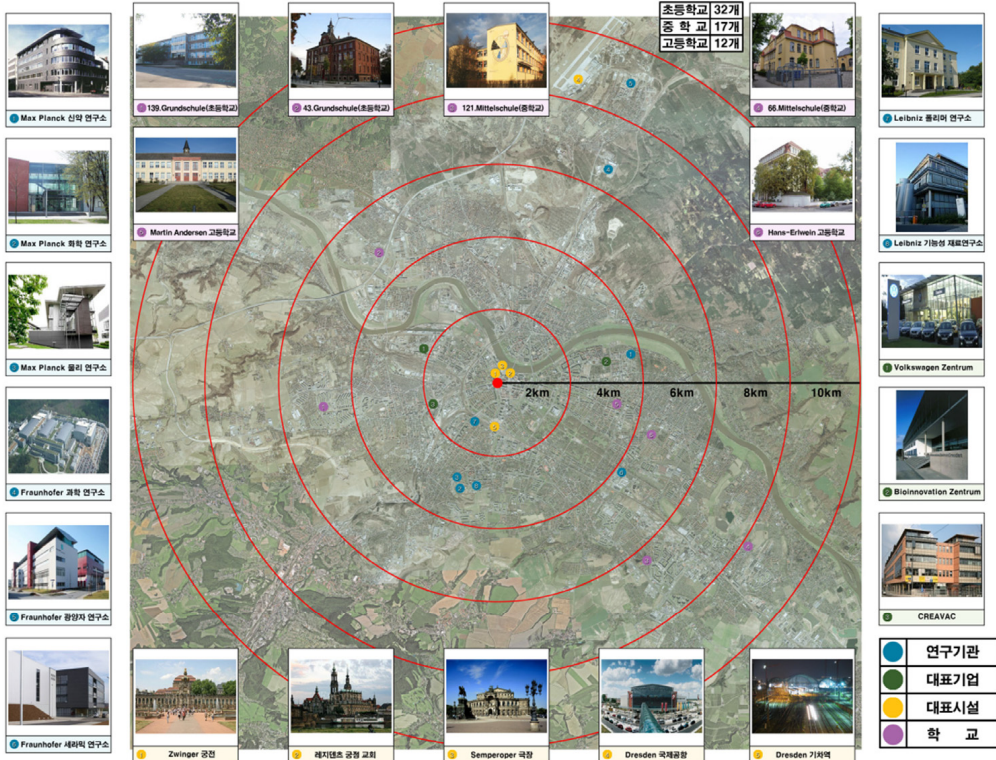 초등학교 32개
중 학 교 17개
고등학교 12개
Max Planck 신약 연구소
139.Grundschule(초등학교)
43.Grundschule(초등학교)
121.Mittelschule(중학교)
66.Mittelschule(중학교)
Leibniz 폴리머 연구소
Max Planck 화학 연구소
Martin Andersen 고등학교
Hans-Erlwein 고등학교
Leibniz 기능성 재료연구소
Max Planck 물리 연구소
Volkswagen Zentrum
2km
4km
6km
8km
10km
Fraunhofer 과학 연구소
Bioinnovation Zentrum
Fraunhofer 광양자 연구소
CREAVAC
Fraunhofer 세라믹 연구소
Zwinger 궁전
레지덴츠 궁정 교회
Semperoper 극장
Dresden 국제공항
Dresden 기차역
연구기관
대표기업
대표시설
학 교